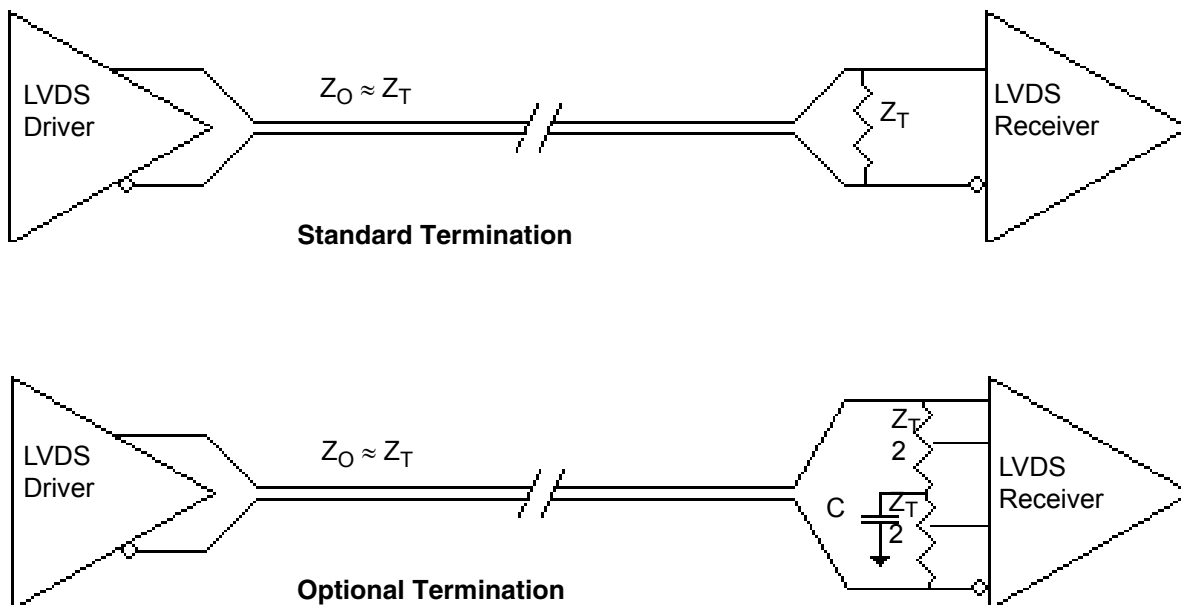 LVDS
Driver
Z_O ≈ Z_T
Z_T
LVDS
Receiver
Standard Termination
LVDS
Driver
Z_O ≈ Z_T
Z_T
2
C
Z_T
2
LVDS
Receiver
Optional Termination